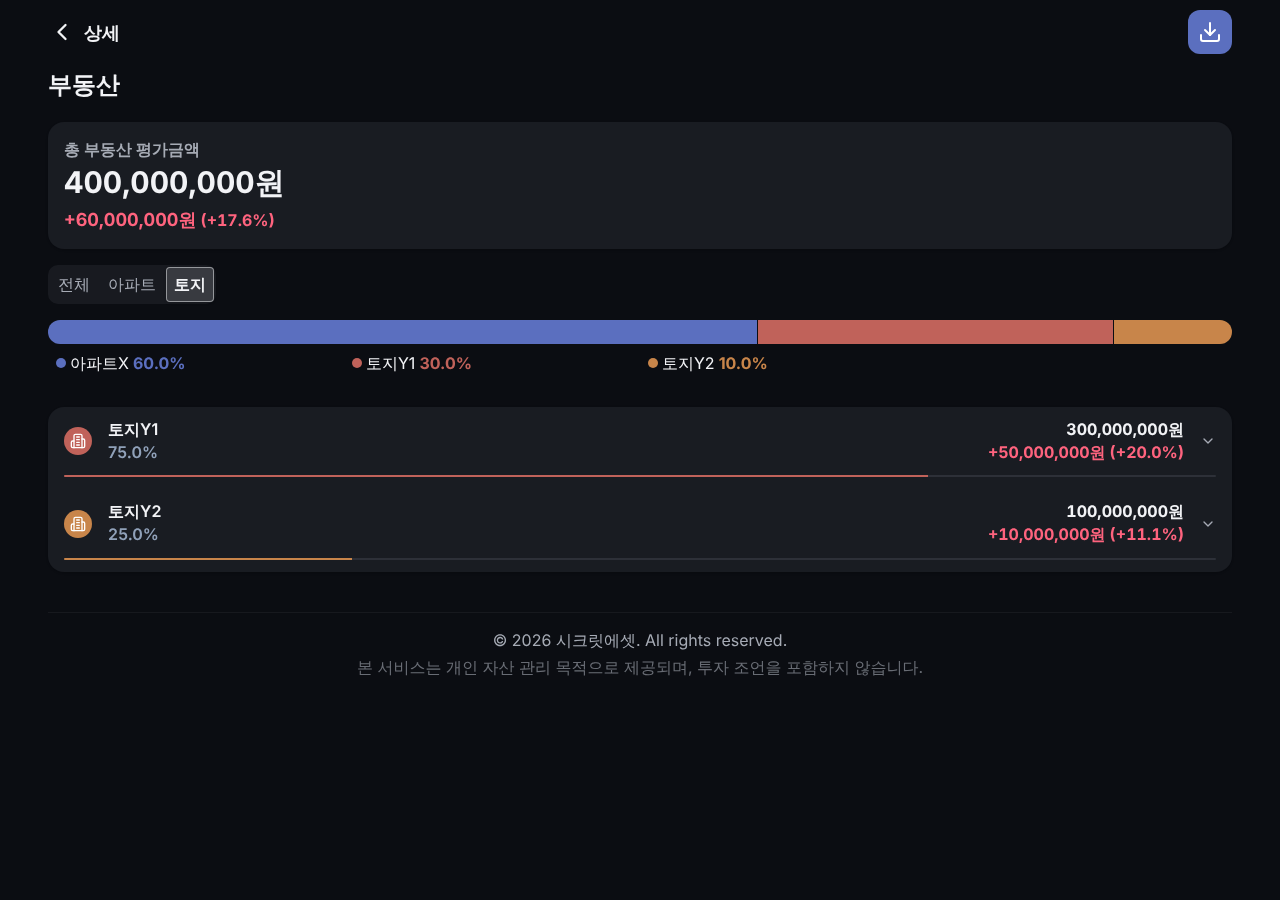 상세
부동산
총 부동산 평가금액
400,000,000원
+60,000,000원 (+17.6%)
전체 아파트 토지
아파트X 60.0% 토지Y1 30.0% 토지Y2 10.0%
토지Y1 300,000,000원
75.0% +50,000,000원 (+20.0%)
토지Y2 100,000,000원
25.0% +10,000,000원 (+11.1%)
© 2026 시크릿에셋. All rights reserved.
본 서비스는 개인 자산 관리 목적으로 제공되며, 투자 조언을 포함하지 않습니다.